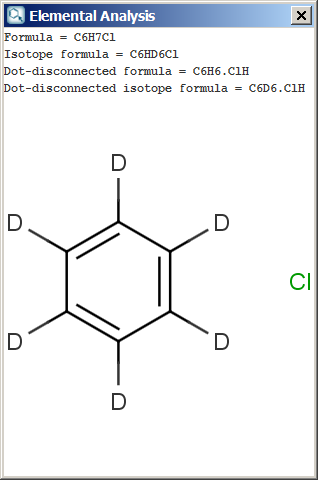 Elemental Analysis
Formula = C6H7Cl
Isotope formula = C6HD6Cl
Dot-disconnected formula = C6H6.ClH
Dot-disconnected isotope formula = C6D6.ClH
D
D D
Cl
D D
D